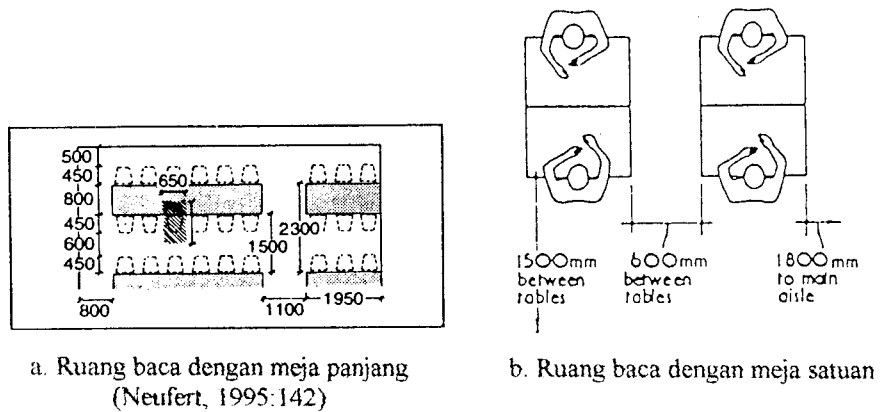 500
450
800
450
600
450
650
1500
2300
800
1100
1950
a. Ruang baca dengan meja panjang
(Neufert, 1995:142)
1500mm
between
tables
600mm
between
tables
1800mm
to main
aisle
b. Ruang baca dengan meja satuan